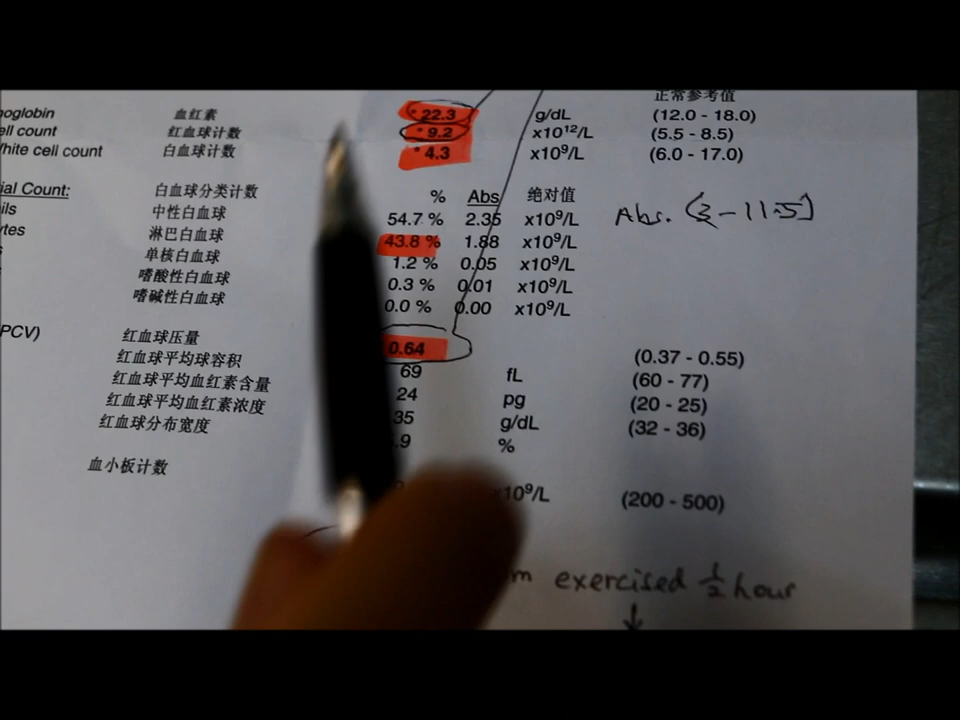 正常参考值
moglobin 血红素 * 22.3 g/dL (12.0 - 18.0)
ell count 红血球计数 * 9.2 x10¹²/L (5.5 - 8.5)
White cell count 白血球计数 * 4.3 x10⁹/L (6.0 - 17.0)
ial Count: 白血球分类计数 % Abs 绝对值
ils 中性白血球 54.7 % 2.35 x10⁹/L Abs. (3-11.5)
ytes 淋巴白血球 43.8 % 1.88 x10⁹/L
s 单核白血球 1.2 % 0.05 x10⁹/L
嗜酸性白血球 0.3 % 0.01 x10⁹/L
嗜碱性白血球 0.0 % 0.00 x10⁹/L
PCV) 红血球压量 0.64 (0.37 - 0.55)
红血球平均球容积 69 fL (60 - 77)
红血球平均血红素含量 24 pg (20 - 25)
红血球平均血红素浓度 35 g/dL (32 - 36)
红血球分布宽度 .9 %
血小板计数 x10⁹/L (200 - 500)
m exercised ½ hour
↓